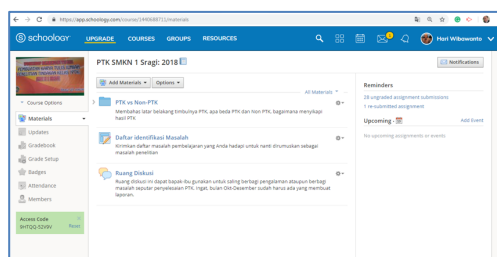 https://app.schoology.com/course/1440688711/materials
schoology
UPGRADE
COURSES
GROUPS
RESOURCES
Hari Wibawanto
PTK SMKN 1 Sragi: 2018
Notifications
Course Options
Materials
Updates
Gradebook
Grade Setup
Badges
Attendance
Members
Access Code
Reset
Add Materials
Options
All Materials
PTK vs Non-PTK
Membahas latar belakang timbulnya PTK, apa beda PTK dan Non PTK, bagaimana menyikapi
hasil PTK
Daftar identifikasi Masalah
Kirimkan daftar masalah pembelajaran yang Anda hadapi untuk nanti dirumuskan sebagai
masalah penelitian
Ruang Diskusi
Ruang diskusi ini dapat bapak-ibu gunakan untuk saling berbagi pengalaman ataupun berbagi
masalah seputar penyelesaian PTK. Ingat, bulan Okt-Desember sudah harus ada yang membuat
laporan.
Reminders
28 ungraded assignment submissions
1 re-submitted assignment
Upcoming
Add Event
No upcoming assignments or events